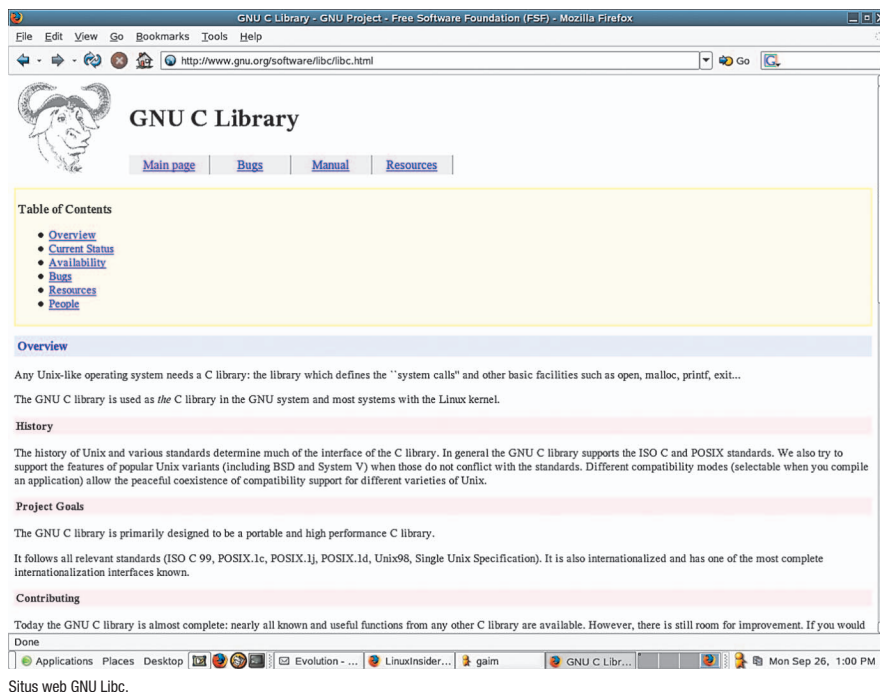 GNU C Library - GNU Project - Free Software Foundation (FSF) - Mozilla Firefox
File Edit View Go Bookmarks Tools Help
http://www.gnu.org/software/libc/libc.html Go
GNU C Library
Main page Bugs Manual Resources
Table of Contents
Overview
Current Status
Availability
Bugs
Resources
People
Overview
Any Unix-like operating system needs a C library: the library which defines the ``system calls'' and other basic facilities such as open, malloc, printf, exit...
The GNU C library is used as the C library in the GNU system and most systems with the Linux kernel.
History
The history of Unix and various standards determine much of the interface of the C library. In general the GNU C library supports the ISO C and POSIX standards. We also try to
support the features of popular Unix variants (including BSD and System V) when those do not conflict with the standards. Different compatibility modes (selectable when you compile
an application) allow the peaceful coexistence of compatibility support for different varieties of Unix.
Project Goals
The GNU C library is primarily designed to be a portable and high performance C library.
It follows all relevant standards (ISO C 99, POSIX.1c, POSIX.1j, POSIX.1d, Unix98, Single Unix Specification). It is also internationalized and has one of the most complete
internationalization interfaces known.
Contributing
Today the GNU C library is almost complete: nearly all known and useful functions from any other C library are available. However, there is still room for improvement. If you would
Done
Applications Places Desktop Evolution - ... LinuxInsider... gaim GNU C Libr... Mon Sep 26, 1:00 PM
Situs web GNU Libc.